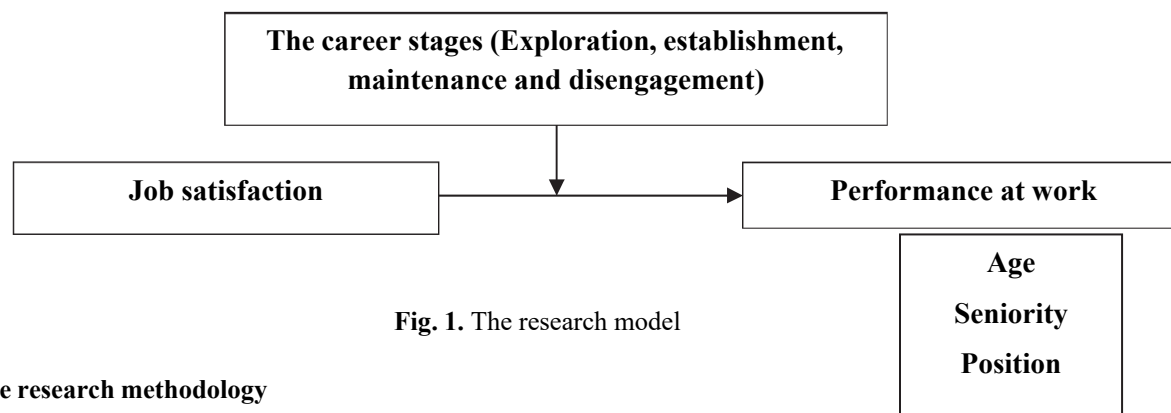 The career stages (Exploration, establishment,
maintenance and disengagement)
Job satisfaction
Performance at work
Age
Seniority
Position
Fig. 1. The research model
e research methodology